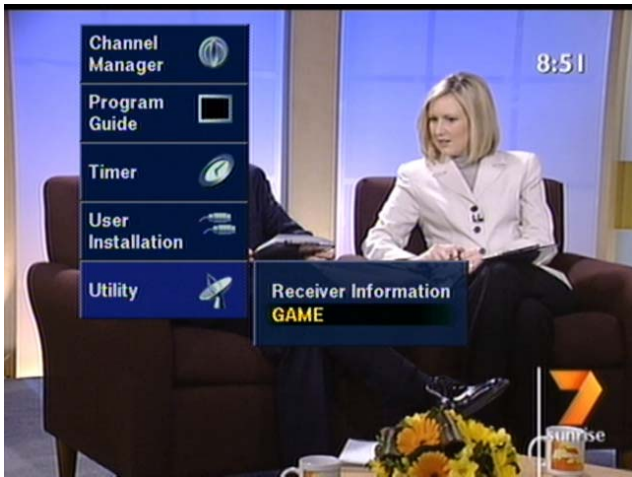 Channel
Manager
8:51
Program
Guide
Timer
User
Installation
Utility
Receiver Information
GAME
7
sunrise